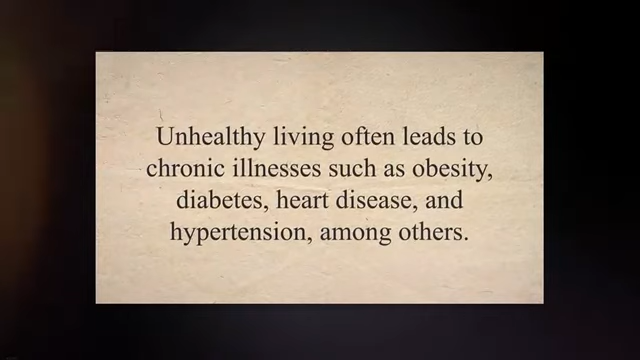 Unhealthy living often leads to
chronic illnesses such as obesity,
diabetes, heart disease, and
hypertension, among others.